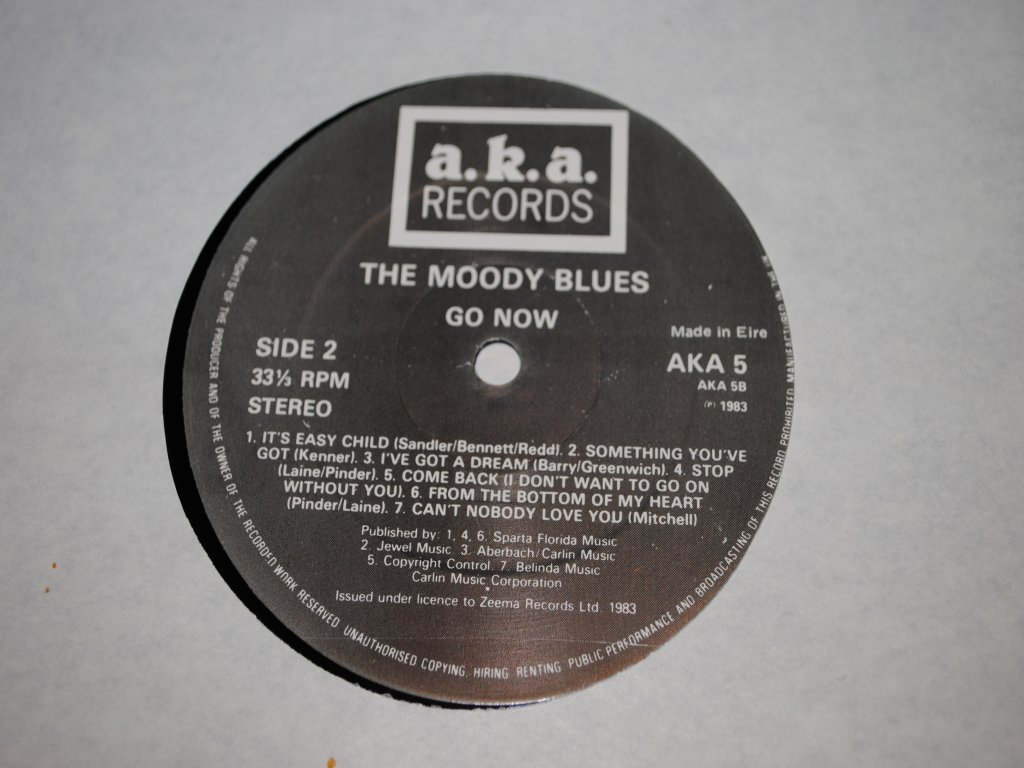 a.k.a.
RECORDS
THE MOODY BLUES
GO NOW
SIDE 2
33⅓ RPM
STEREO
Made in Eire
AKA 5
AKA 5B
(P) 1983
1. IT'S EASY CHILD (Sandler/Bennett/Redd). 2. SOMETHING YOU'VE
GOT (Kenner). 3. I'VE GOT A DREAM (Barry/Greenwich). 4. STOP
(Laine/Pinder). 5. COME BACK (I DON'T WANT TO GO ON
WITHOUT YOU). 6. FROM THE BOTTOM OF MY HEART
(Pinder/Laine). 7. CAN'T NOBODY LOVE YOU (Mitchell)
Published by: 1, 4, 6. Sparta Florida Music
2. Jewel Music. 3. Aberbach/Carlin Music
5. Copyright Control. 7. Belinda Music
Carlin Music Corporation
Issued under licence to Zeema Records Ltd. 1983
ALL RIGHTS OF THE PRODUCER AND OF THE OWNER OF THE RECORDED WORK RESERVED. UNAUTHORISED COPYING, HIRING, RENTING, PUBLIC PERFORMANCE AND BROADCASTING OF THIS RECORD PROHIBITED. MANUFACTURED IN THE